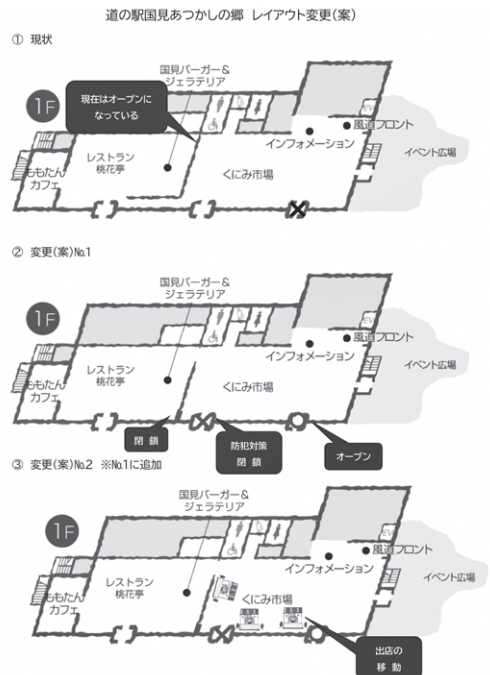 道の駅国見あつかしの郷 レイアウト変更(案)
① 現状
国見バーガー&
ジェラテリア
1F
現在はオープンに
なっている
EV
風道フロント
インフォメーション
イベント広場
レストラン
桃花亭
くにみ市場
ももたん
カフェ
② 変更(案)No.1
国見バーガー&
ジェラテリア
1F
EV
風道フロント
インフォメーション
イベント広場
レストラン
桃花亭
くにみ市場
ももたん
カフェ
閉 鎖
防犯対策
閉 鎖
オープン
③ 変更(案)No.2 ※No.1に追加
国見バーガー&
ジェラテリア
1F
EV
風道フロント
インフォメーション
イベント広場
レストラン
桃花亭
くにみ市場
ももたん
カフェ
出店の
移 動